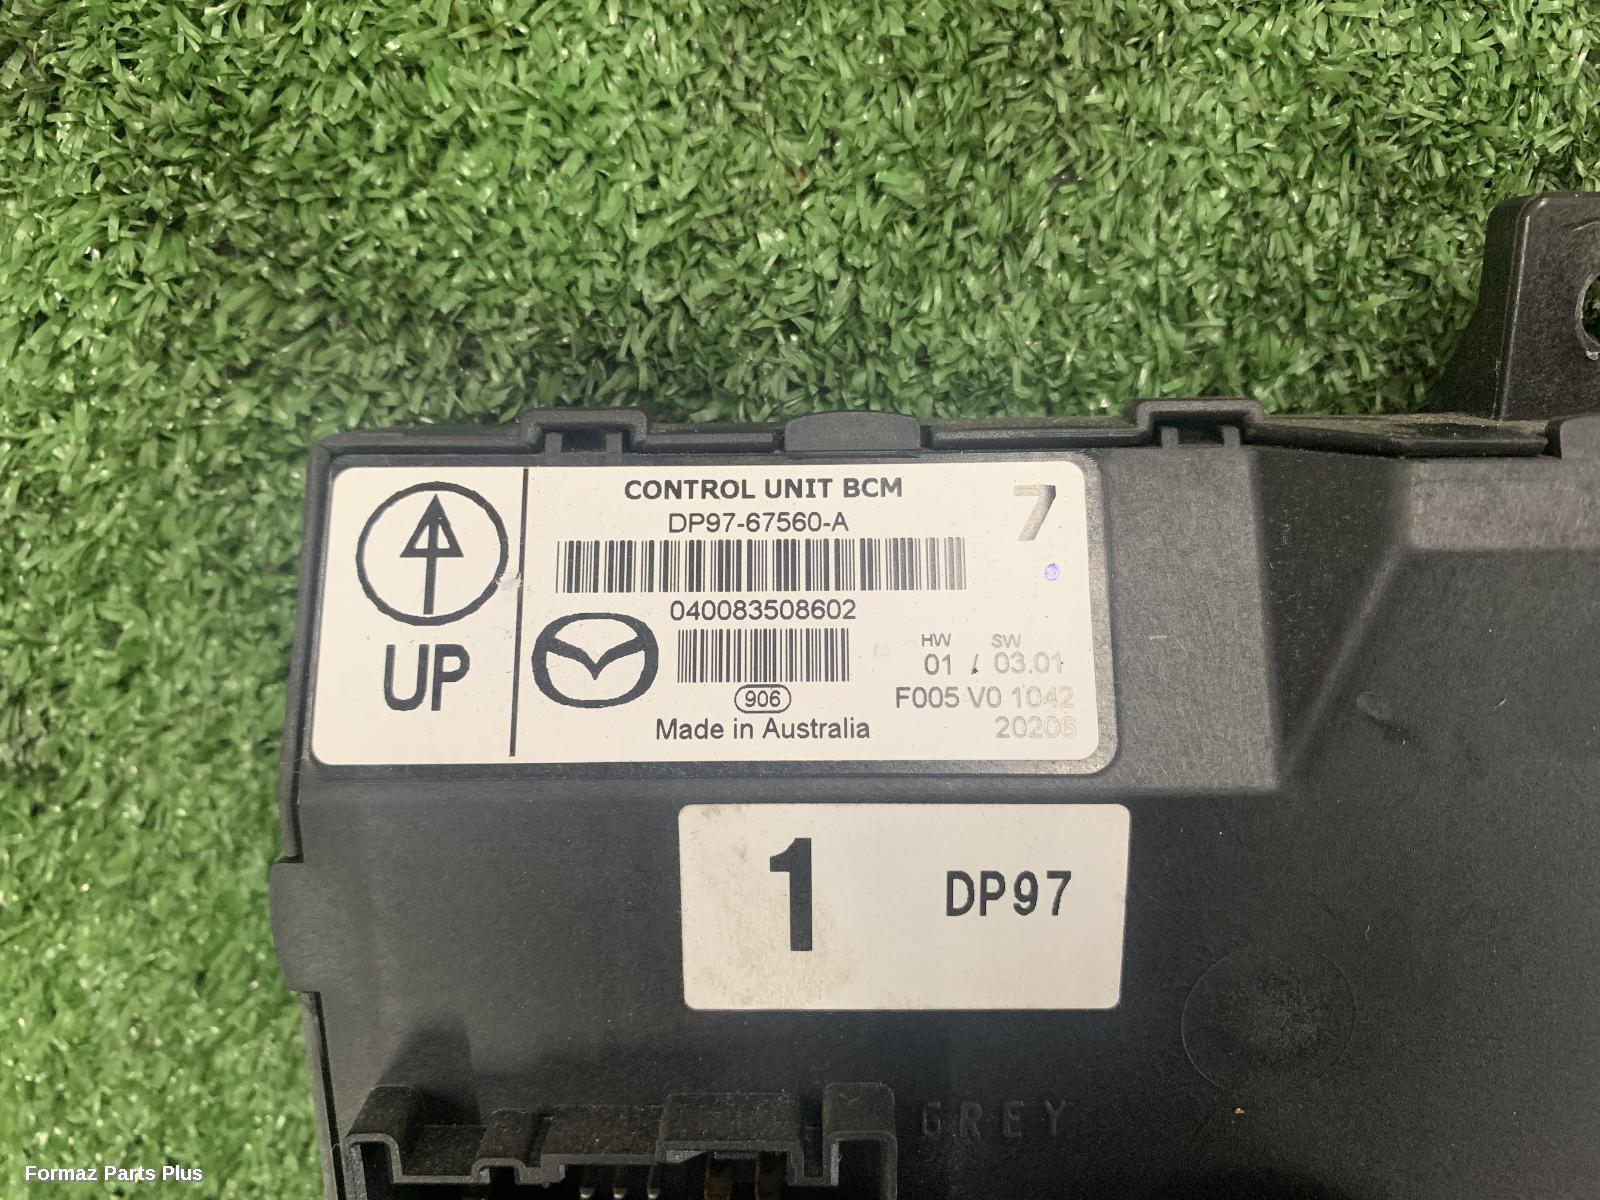 CONTROL UNIT BCM
7
DP97-67560-A
040083508602
UP
HW SW
01 / 03.01
906
F005 V0 1042
Made in Australia
20206
1 DP97
GREY
Formaz Parts Plus